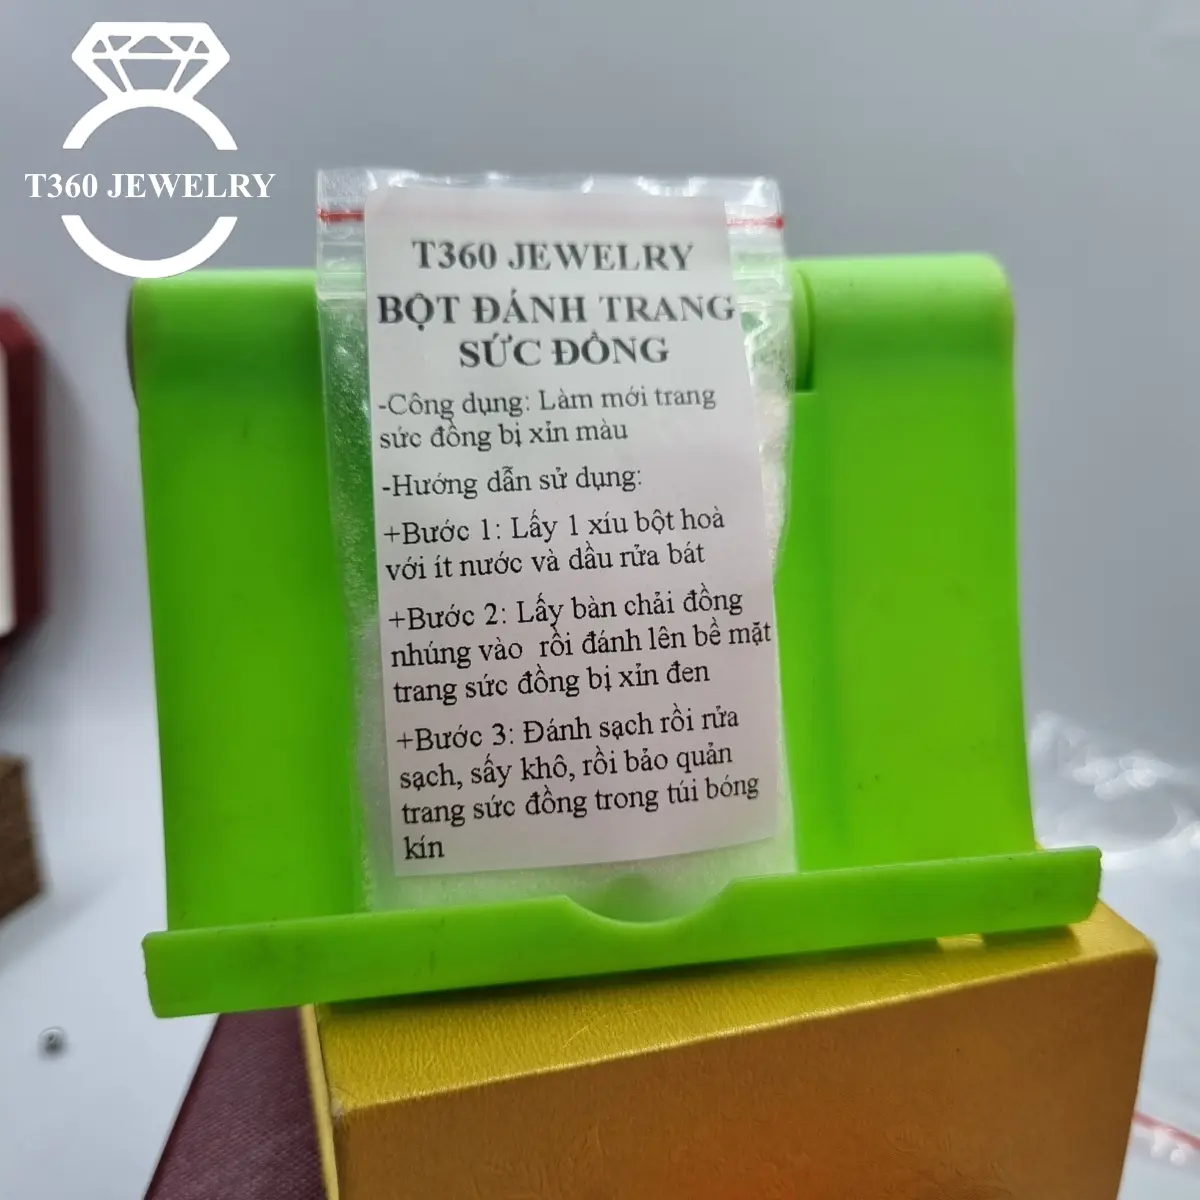 T360 JEWELRY
T360 JEWELRY
BỘT ĐÁNH TRANG
SỨC ĐỒNG
-Công dụng: Làm mới trang
sức đồng bị xỉn màu
-Hướng dẫn sử dụng:
+Bước 1: Lấy 1 xíu bột hoà
với ít nước và dầu rửa bát
+Bước 2: Lấy bàn chải đồng
nhúng vào rồi đánh lên bề mặt
trang sức đồng bị xỉn đen
+Bước 3: Đánh sạch rồi rửa
sạch, sấy khô, rồi bảo quản
trang sức đồng trong túi bóng
kín